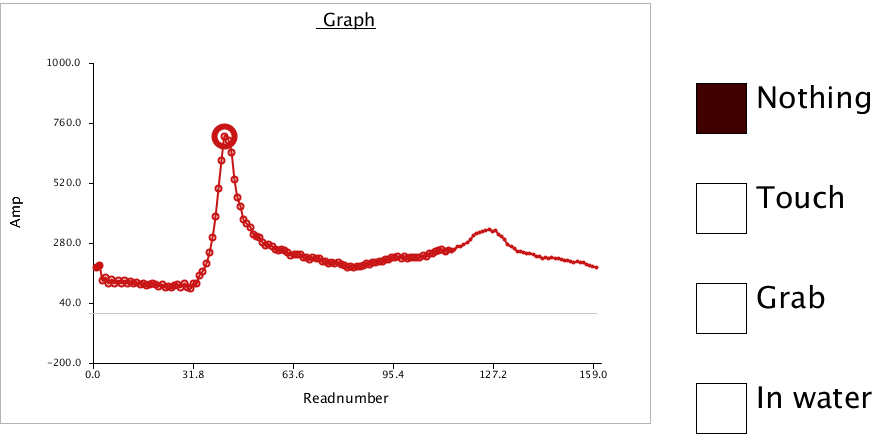 Graph
1000.0
760.0
520.0
280.0
40.0
−200.0
Amp
0.0 31.8 63.6 95.4 127.2 159.0
Readnumber
Nothing
Touch
Grab
In water